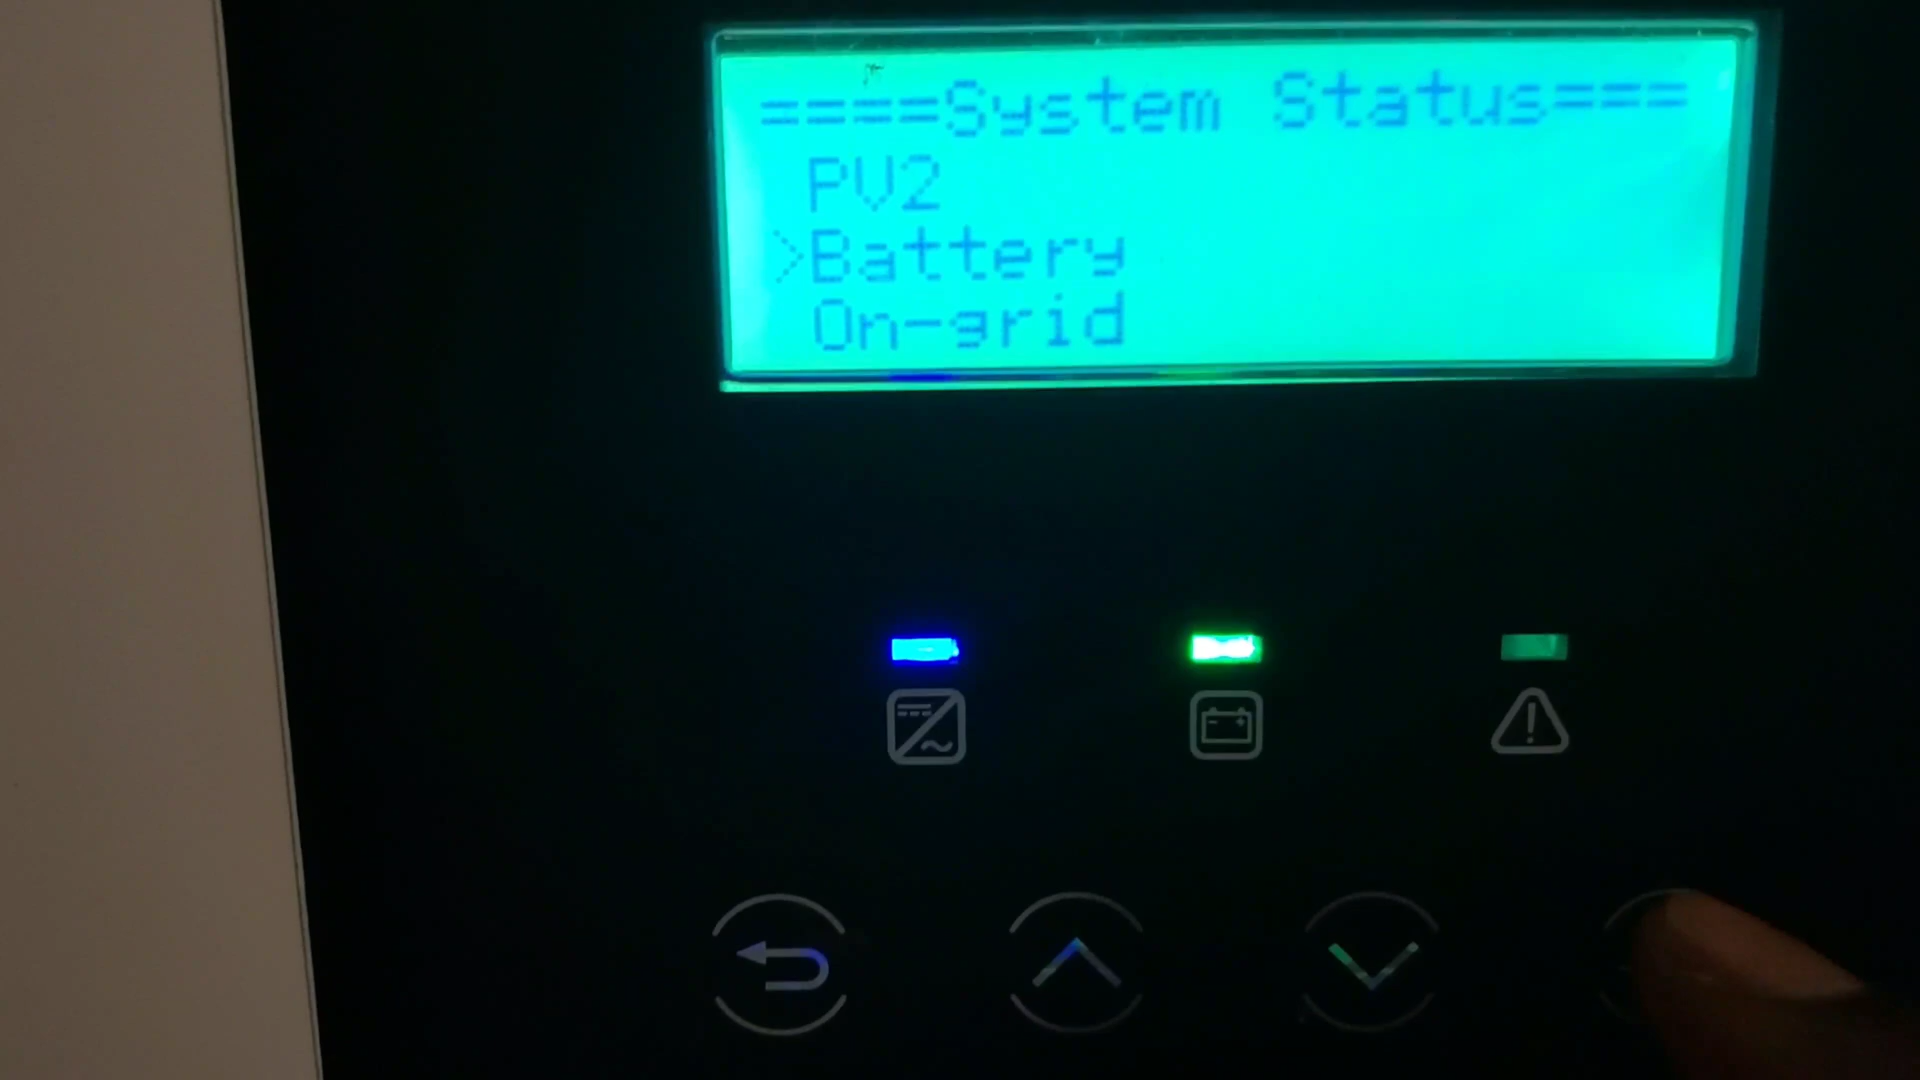 ====System Status===
PV2
>Battery
On-grid